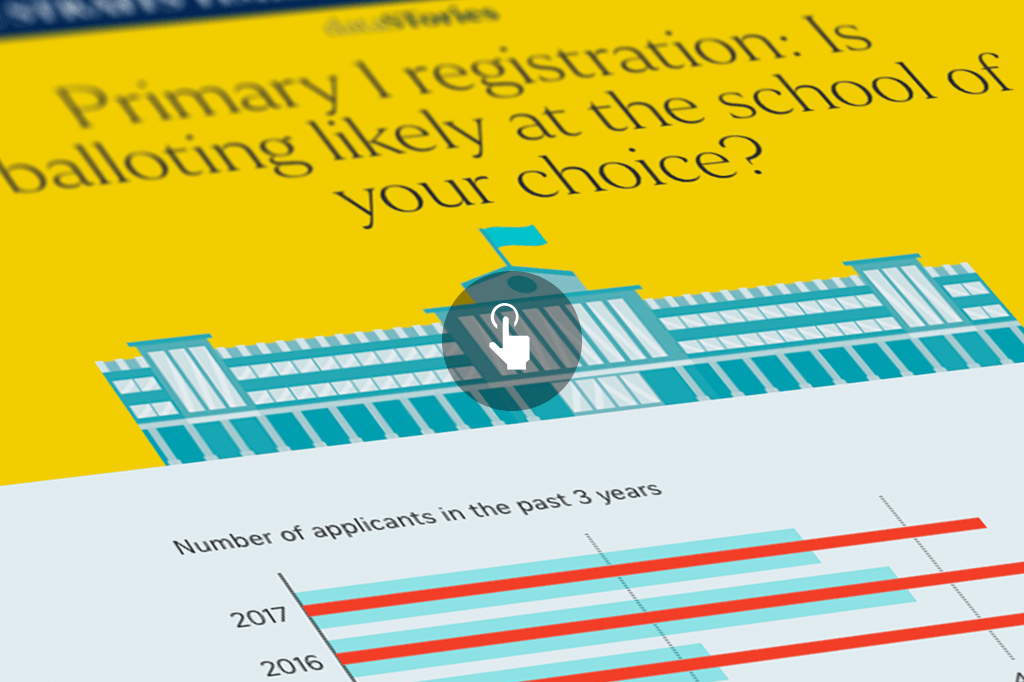 dataSTories
Primary 1 registration: Is
balloting likely at the school of
your choice?
Number of applicants in the past 3 years
2017
2016